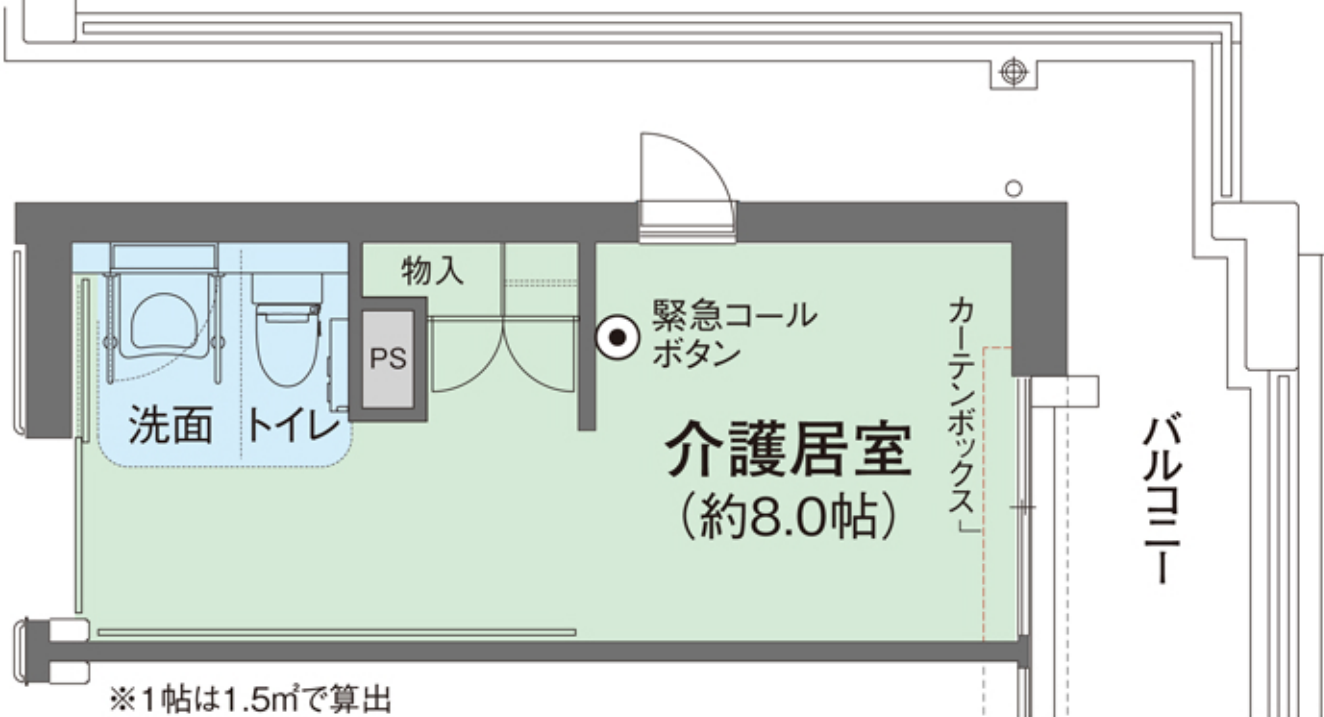 物入
緊急コール
ボタン
カーテンボックス
PS
洗面
トイレ
介護居室
（約8.0帖）
バルコニー
※1帖は1.5㎡で算出